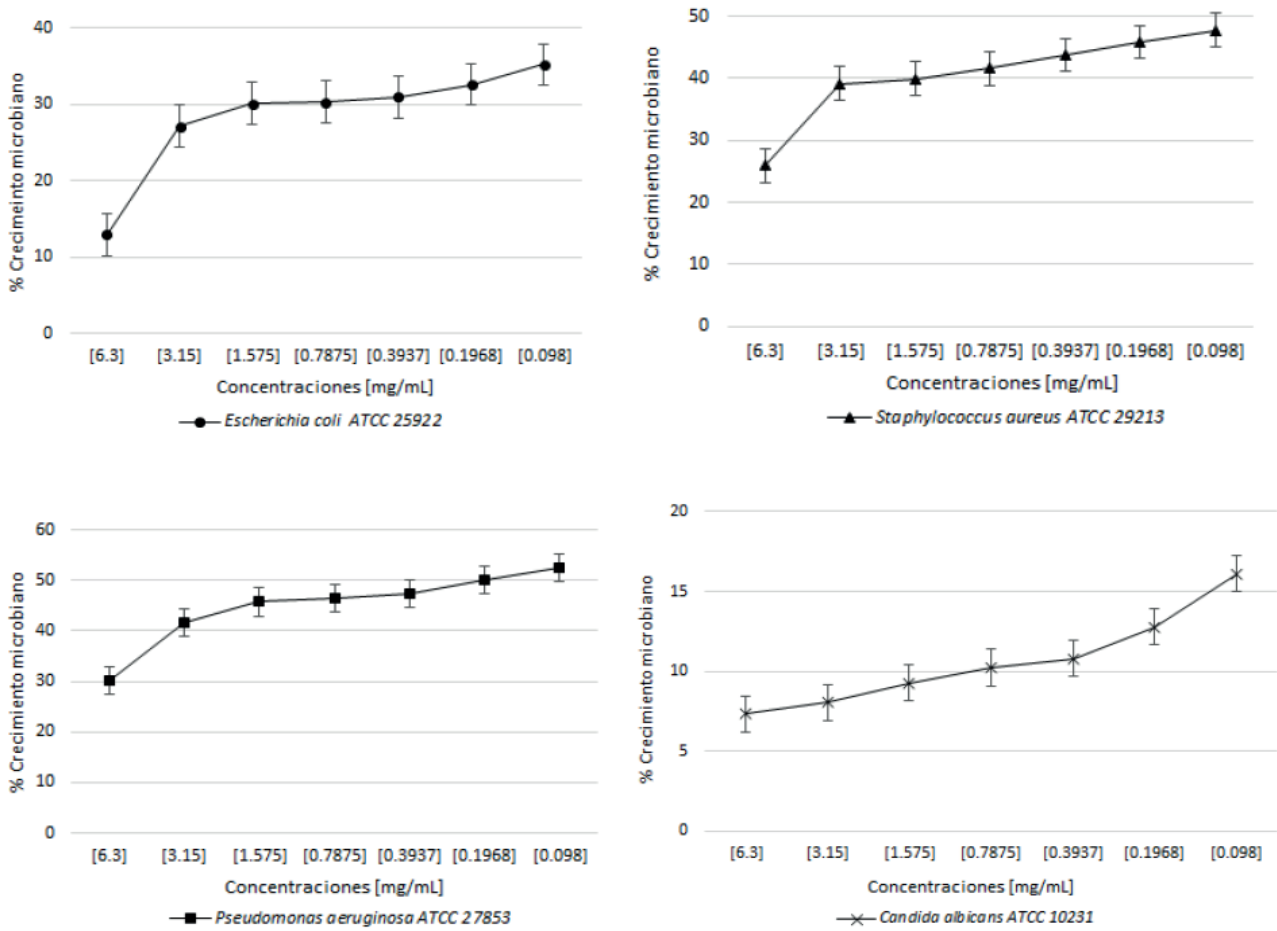 % Crecimeinto microbiano
40
30
20
10
0
[6.3] [3.15] [1.575] [0.7875] [0.3937] [0.1968] [0.098]
Concentraciones [mg/mL]
Escherichia coli ATCC 25922
% Crecimiento microbiano
50
40
30
20
10
0
[6.3] [3.15] [1.575] [0.7875] [0.3937] [0.1968] [0.098]
Concentraciones [mg/mL]
Staphylococcus aureus ATCC 29213
% Crecimiento microbiano
60
50
40
30
20
10
0
[6.3] [3.15] [1.575] [0.7875] [0.3937] [0.1968] [0.098]
Concentraciones [mg/mL]
Pseudomonas aeruginosa ATCC 27853
% Crecimiento microbiano
20
15
10
5
0
[6.3] [3.15] [1.575] [0.7875] [0.3937] [0.1968] [0.098]
Concentraciones [mg/mL]
Candida albicans ATCC 10231